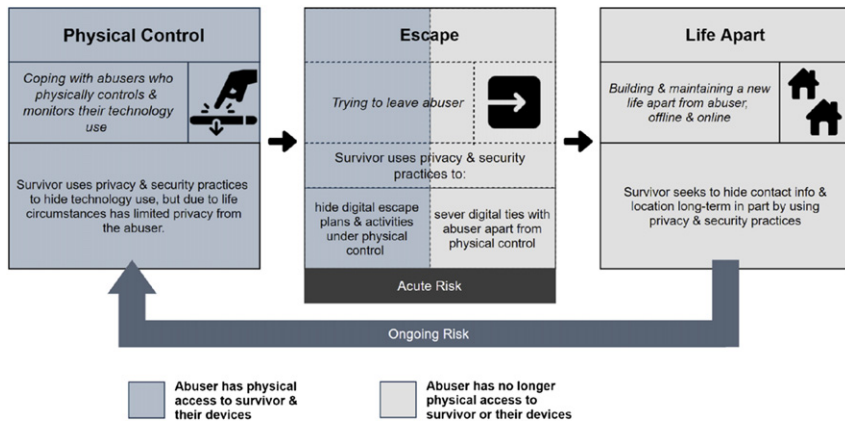 Physical Control
Coping with abusers who
physically controls &
monitors their technology
use
Survivor uses privacy & security practices
to hide technology use, but due to life
circumstances has limited privacy from
the abuser.
Escape
Trying to leave abuser
Survivor uses privacy & security
practices to:
hide digital escape
plans & activities
under physical
control
sever digital ties with
abuser apart from
physical control
Acute Risk
Life Apart
Building & maintaining a new
life apart from abuser,
offline & online
Survivor seeks to hide contact info &
location long-term in part by using
privacy & security practices
Ongoing Risk
Abuser has physical
access to survivor &
their devices
Abuser has no longer
physical access to
survivor or their devices